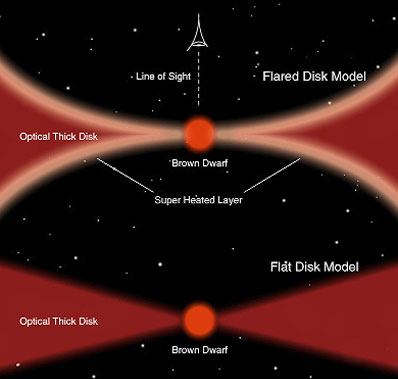 Line of Sight
Flared Disk Model
Optical Thick Disk
Brown Dwarf
Super Heated Layer
Flat Disk Model
Optical Thick Disk
Brown Dwarf